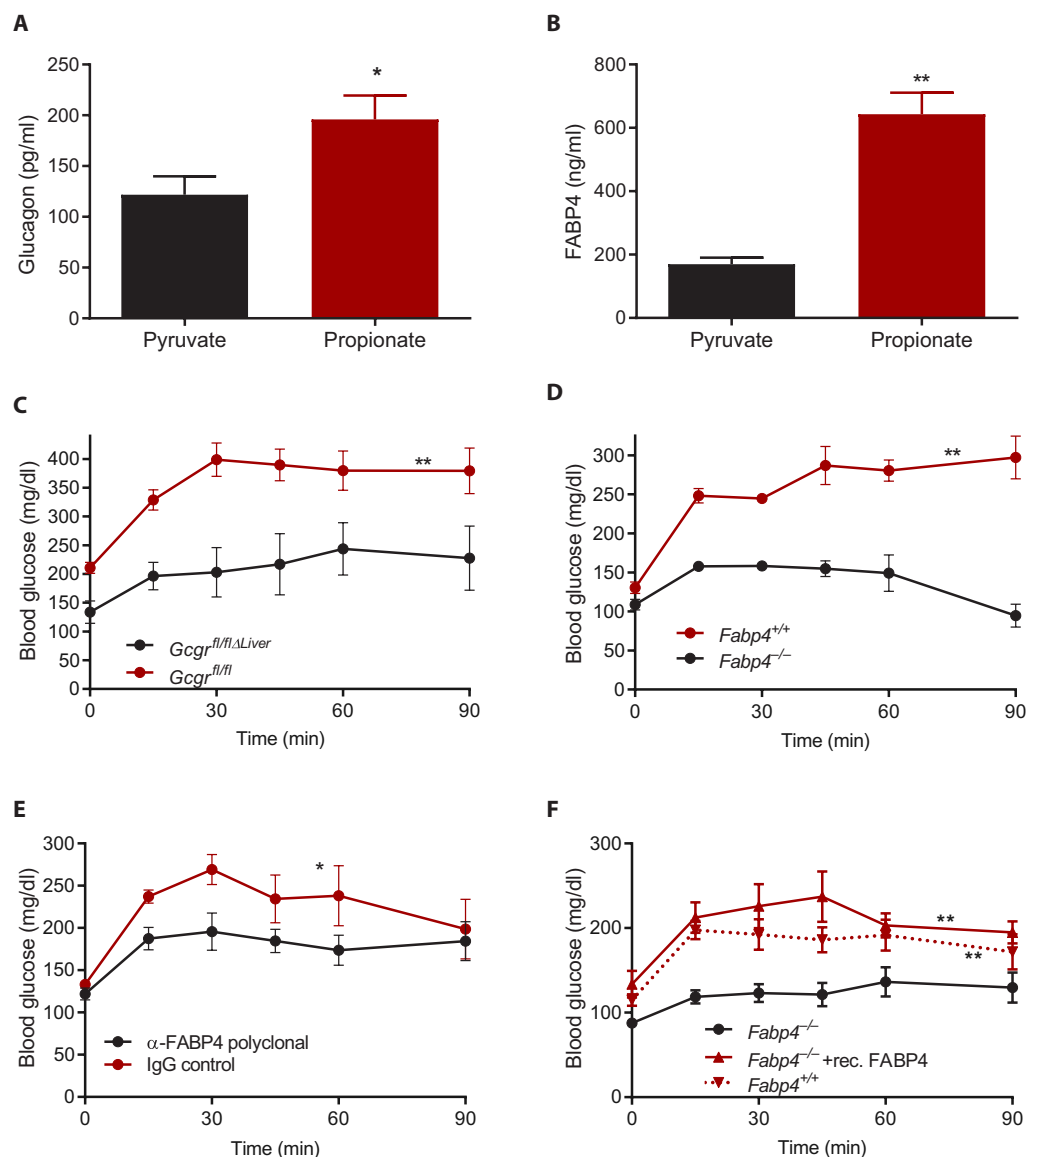 A
Glucagon (pg/ml)
250
200
150
100
50
0
*
Pyruvate
Propionate
B
FABP4 (ng/ml)
800
600
400
200
0
**
Pyruvate
Propionate
C
Blood glucose (mg/dl)
400
350
300
250
200
150
100
50
0
**
Gcgr^fl/flΔLiver
Gcgr^fl/fl
0 30 60 90
Time (min)
D
Blood glucose (mg/dl)
300
250
200
150
100
50
0
**
Fabp4^+/+
Fabp4^−/−
0 30 60 90
Time (min)
E
Blood glucose (mg/dl)
300
250
200
150
100
50
0
*
α-FABP4 polyclonal
IgG control
0 30 60 90
Time (min)
F
Blood glucose (mg/dl)
300
200
100
0
**
**
Fabp4^−/−
Fabp4^−/− +rec. FABP4
Fabp4^+/+
0 30 60 90
Time (min)